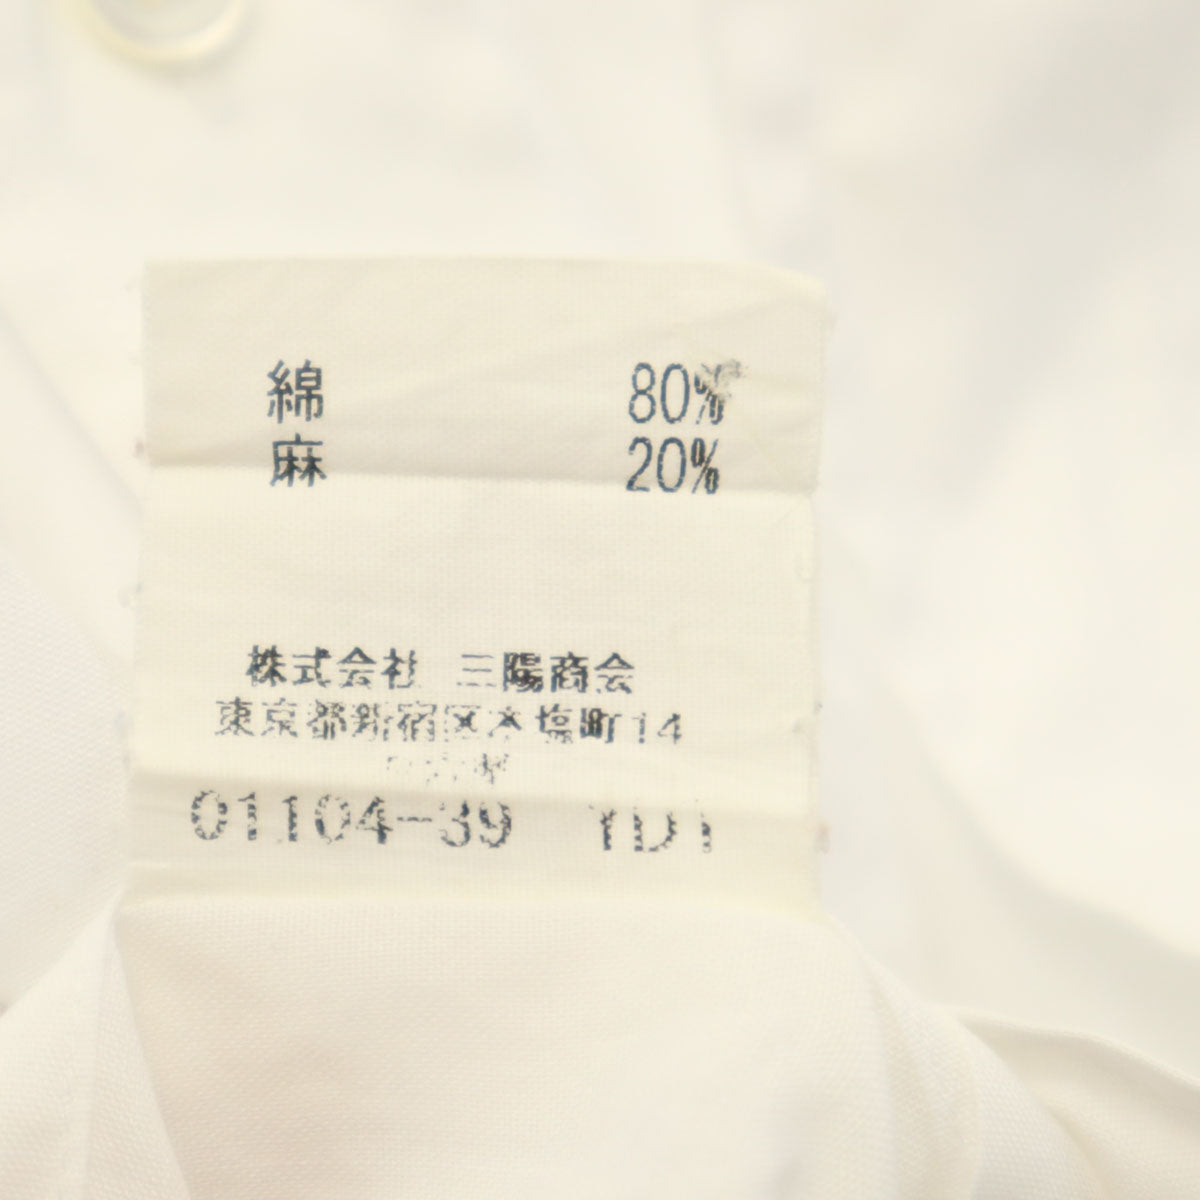 綿 80%
麻 20%
株式会社 三陽商会
東京都新宿区本塩町14
01104-39 YDT